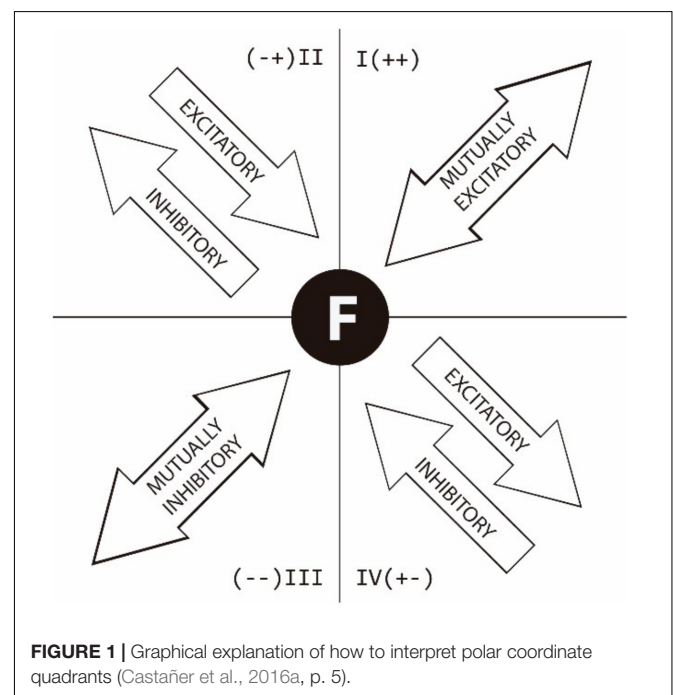 (-+)II
I(++)
EXCITATORY
INHIBITORY
MUTUALLY
EXCITATORY
F
MUTUALLY
INHIBITORY
EXCITATORY
INHIBITORY
(--)III
IV(+-)
FIGURE 1 | Graphical explanation of how to interpret polar coordinate
quadrants (Castañer et al., 2016a, p. 5).